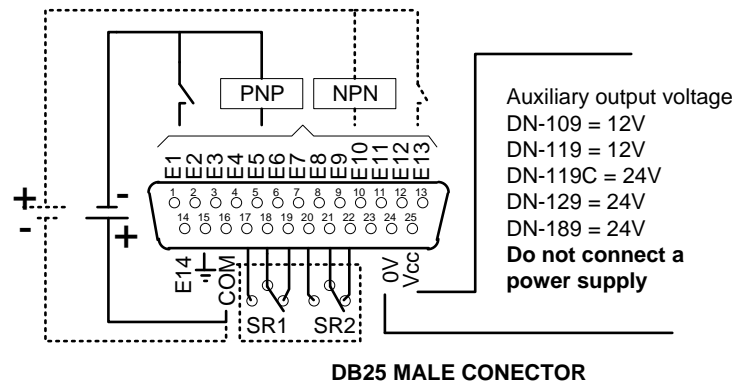 PNP NPN
E1 E2 E3 E4 E5 E6 E7 E8 E9 E10 E11 E12 E13
1 2 3 4 5 6 7 8 9 10 11 12 13
14 15 16 17 18 19 20 21 22 23 24 25
+ -
- +
E14 COM 0V Vcc
SR1 SR2
Auxiliary output voltage
DN-109 = 12V
DN-119 = 12V
DN-119C = 24V
DN-129 = 24V
DN-189 = 24V
Do not connect a
power supply
DB25 MALE CONECTOR